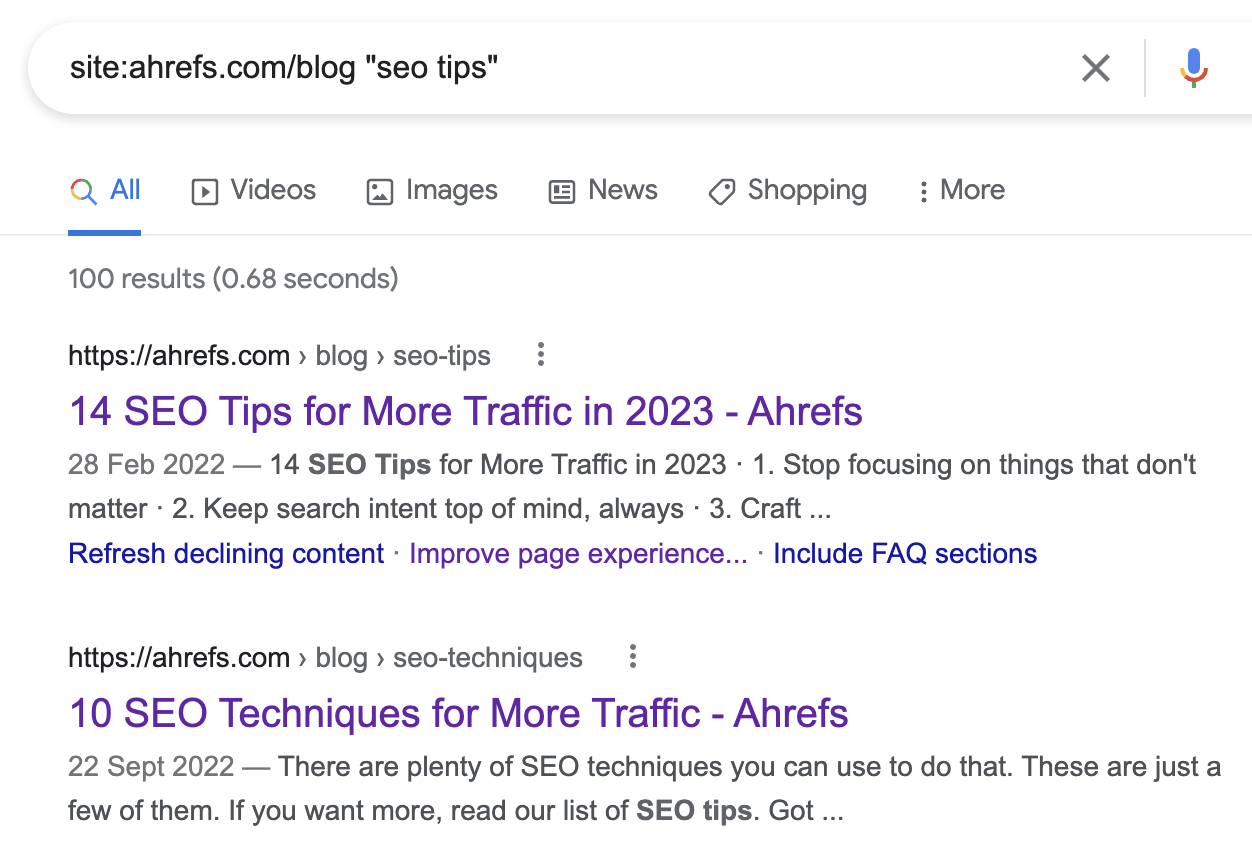 site:ahrefs.com/blog "seo tips"
All Videos Images News Shopping More
100 results (0.68 seconds)
https://ahrefs.com › blog › seo-tips
14 SEO Tips for More Traffic in 2023 - Ahrefs
28 Feb 2022 — 14 SEO Tips for More Traffic in 2023 · 1. Stop focusing on things that don't
matter · 2. Keep search intent top of mind, always · 3. Craft ...
Refresh declining content · Improve page experience... · Include FAQ sections
https://ahrefs.com › blog › seo-techniques
10 SEO Techniques for More Traffic - Ahrefs
22 Sept 2022 — There are plenty of SEO techniques you can use to do that. These are just a
few of them. If you want more, read our list of SEO tips. Got ...